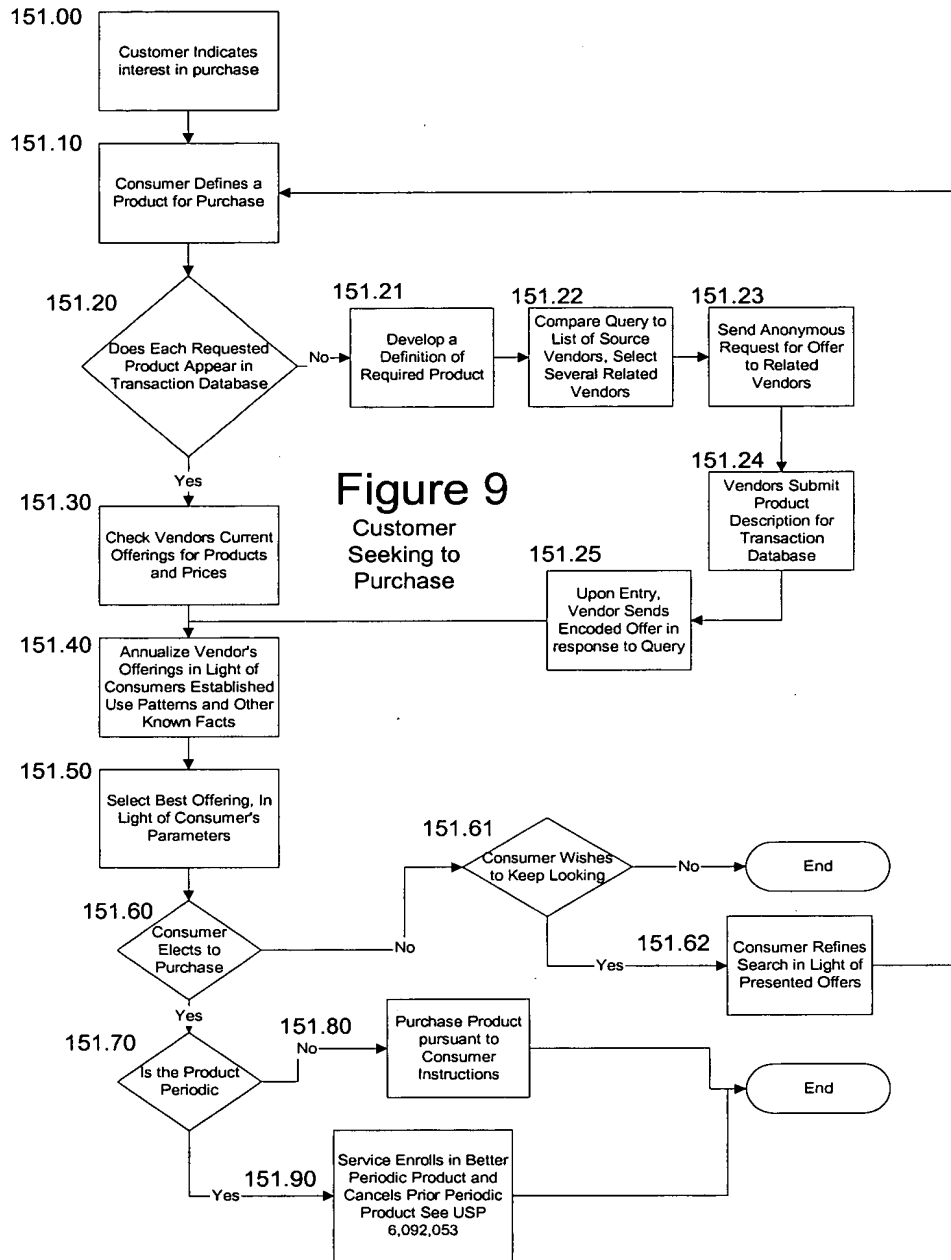 151.00
Customer Indicates
interest in purchase
151.10
Consumer Defines a
Product for Purchase
151.20
Does Each Requested
Product Appear in
Transaction Database
No
151.21
Develop a
Definition of
Required Product
151.22
Compare Query to
List of Source
Vendors, Select
Several Related
Vendors
151.23
Send Anonymous
Request for Offer
to Related
Vendors
151.24
Vendors Submit
Product
Description for
Transaction
Database
151.25
Upon Entry,
Vendor Sends
Encoded Offer in
response to Query
Figure 9
Customer
Seeking to
Purchase
Yes
151.30
Check Vendors Current
Offerings for Products
and Prices
151.40
Annualize Vendor's
Offerings in Light of
Consumers Established
Use Patterns and Other
Known Facts
151.50
Select Best Offering, In
Light of Consumer's
Parameters
151.60
Consumer
Elects to
Purchase
No
151.61
Consumer Wishes
to Keep Looking
No
End
Yes
151.62
Consumer Refines
Search in Light of
Presented Offers
Yes
151.70
Is the Product
Periodic
No
151.80
Purchase Product
pursuant to
Consumer
Instructions
End
Yes
151.90
Service Enrolls in Better
Periodic Product and
Cancels Prior Periodic
Product See USP
6,092,053